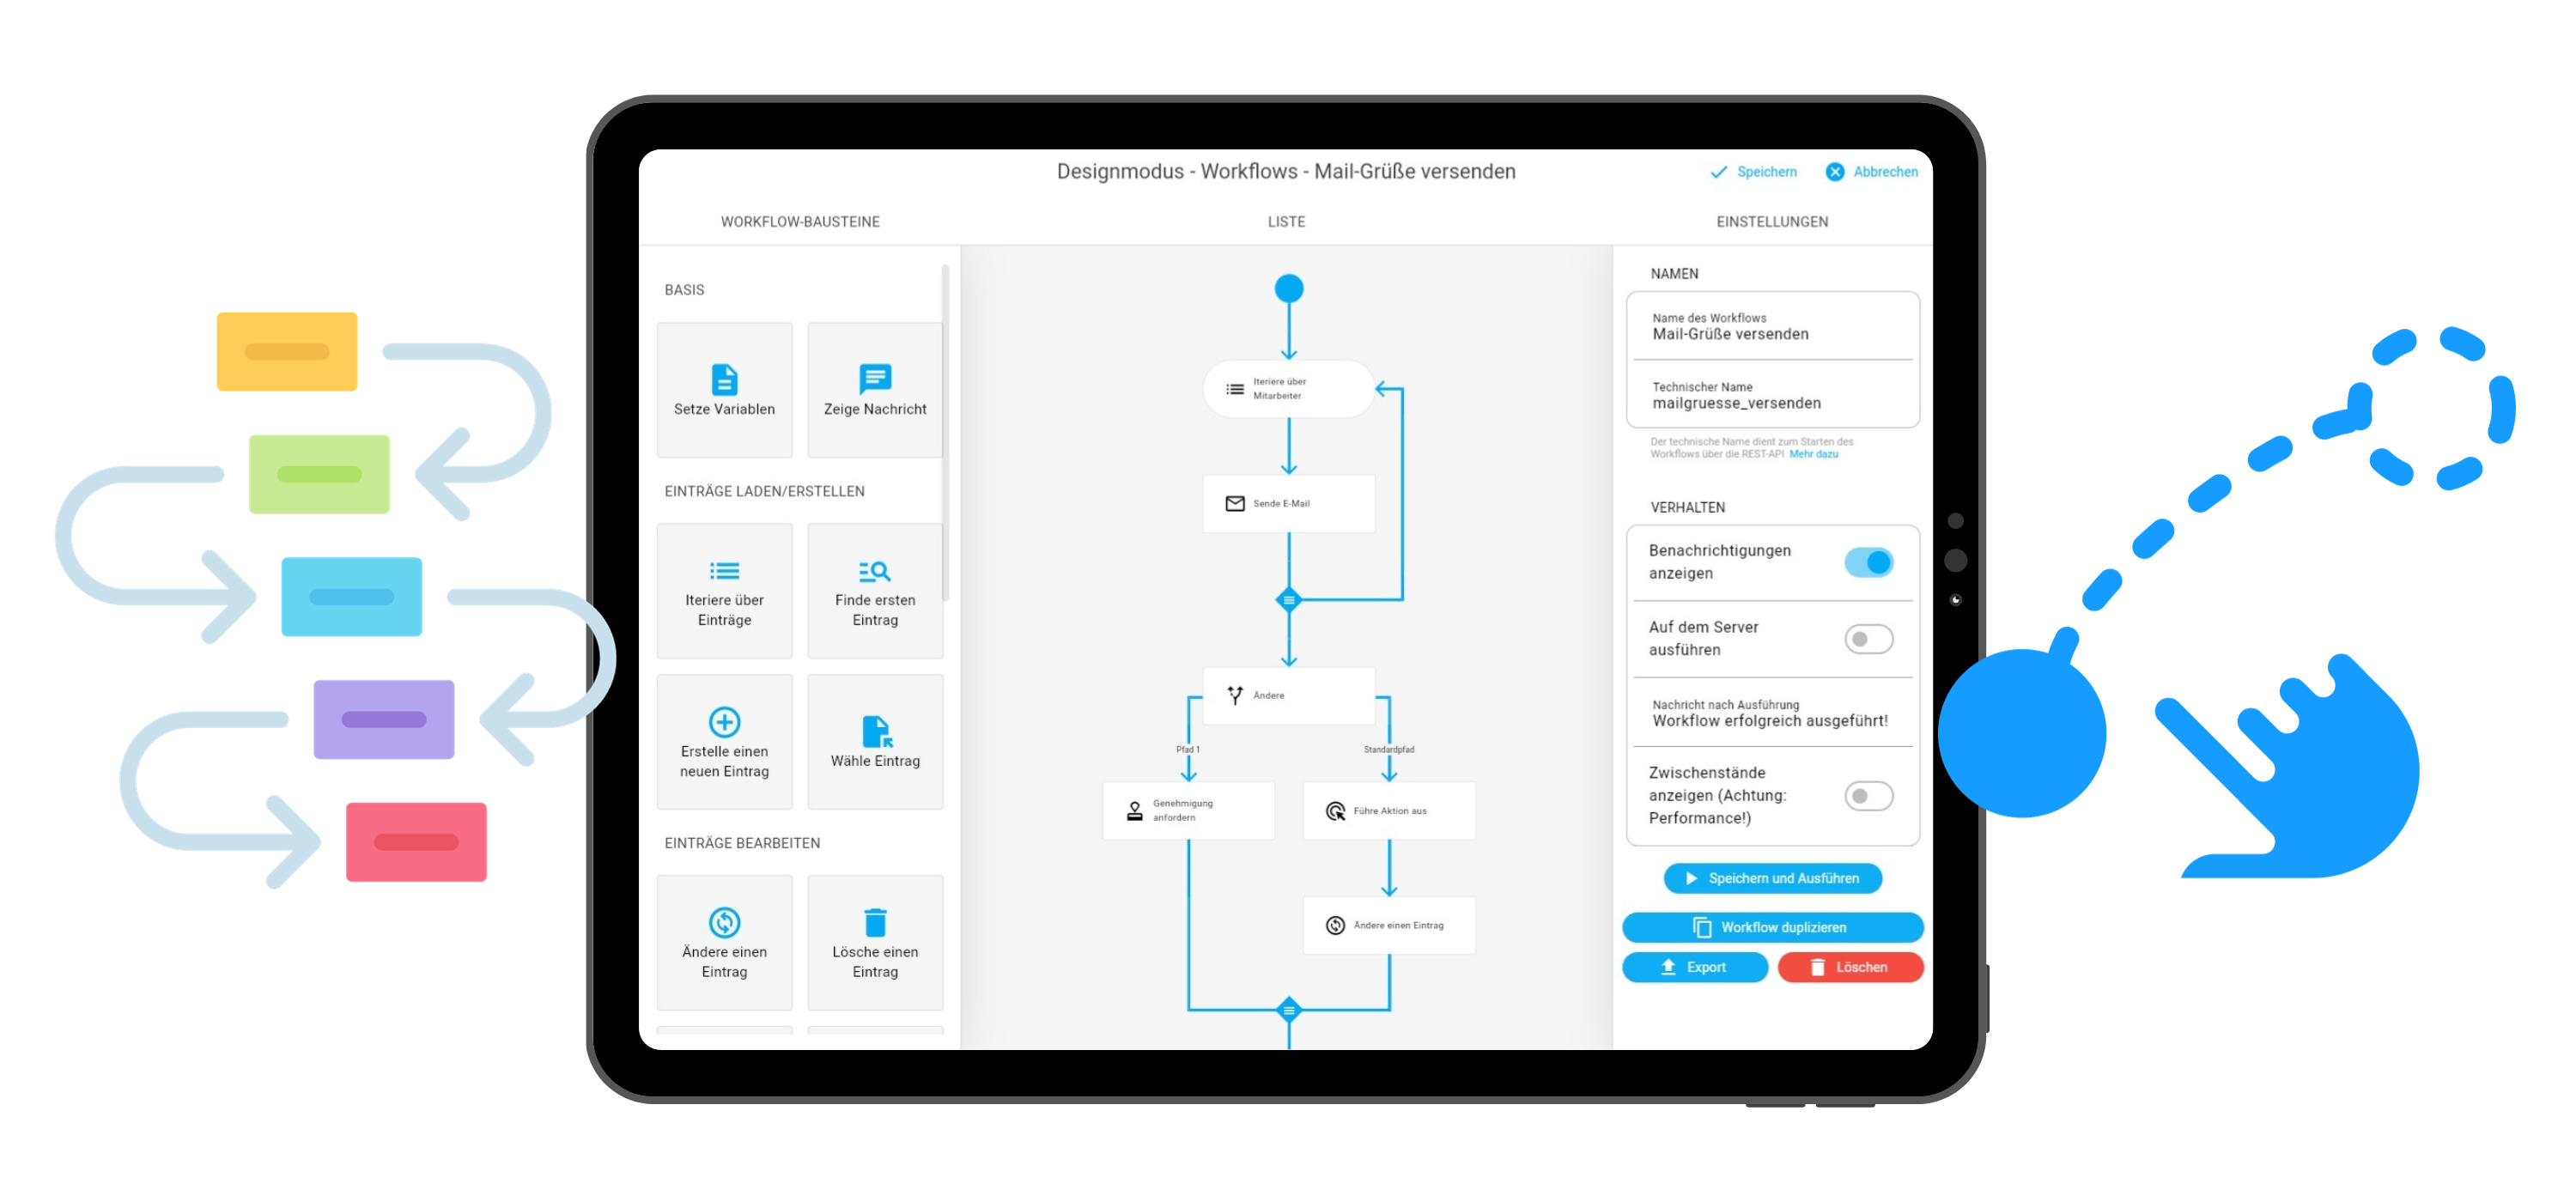 Designmodus - Workflows - Mail-Grüße versenden
Speichern
Abbrechen
WORKFLOW-BAUSTEINE
LISTE
EINSTELLUNGEN
BASIS
Setze Variablen
Zeige Nachricht
EINTRÄGE LADEN/ERSTELLEN
Iteriere über
Einträge
Finde ersten
Eintrag
Erstelle einen
neuen Eintrag
Wähle Eintrag
EINTRÄGE BEARBEITEN
Ändere einen
Eintrag
Lösche einen
Eintrag
Iteriere über
Mitarbeiter
Sende E-Mail
Ändere
Pfad 1
Standardpfad
Genehmigung
anfordern
Führe Aktion aus
Ändere einen Eintrag
NAMEN
Name des Workflows
Mail-Grüße versenden
Technischer Name
mailgruesse_versenden
Der technische Name dient zum Starten des
Workflows über die REST-API Mehr dazu
VERHALTEN
Benachrichtigungen
anzeigen
Auf dem Server
ausführen
Nachricht nach Ausführung
Workflow erfolgreich ausgeführt!
Zwischenstände
anzeigen (Achtung:
Performance!)
Speichern und Ausführen
Workflow duplizieren
Export
Löschen